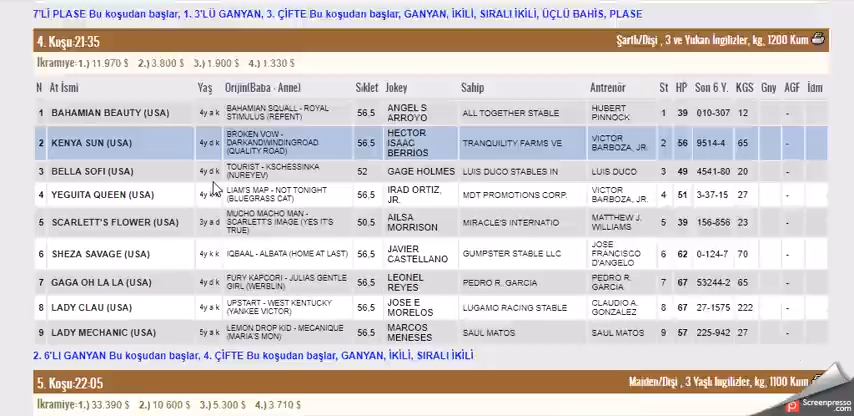 7'Lİ PLASE Bu koşudan başlar, 1. 3'LÜ GANYAN, 3. ÇİFTE Bu koşudan başlar, GANYAN, İKİLİ, SIRALI İKİLİ, ÜÇLÜ BAHİS, PLASE
4. Koşu:21:35 Şartlı/Dişi , 3 ve Yukarı İngilizler, kg, 1200 Kum
İkramiye:1.) 11.970 $ 2.) 3.800 $ 3.) 1.900 $ 4.) 1.330 $
N At İsmi Yaş Orijin(Baba - Anne) Sıklet Jokey Sahip Antrenör St HP Son 6 Y. KGS Gny AGF İdm
1 BAHAMIAN BEAUTY (USA) 4y a k BAHAMIAN SQUALL - ROYAL STIMULUS (REPENT) 56,5 ANGEL S. ARROYO ALL TOGETHER STABLE HUBERT PINNOCK 1 39 010-307 12 -
2 KENYA SUN (USA) 4y d k BROKEN VOW - DARKANDWINDINGROAD (QUALITY ROAD) 56,5 HECTOR ISAAC BERRIOS TRANQUILITY FARMS VE VICTOR BARBOZA, JR. 2 56 9514-4 65 -
3 BELLA SOFI (USA) 4y d k TOURIST - KSCHESSINKA (NUREYEV) 52 GAGE HOLMES LUIS DUCO STABLES IN LUIS DUCO 3 49 4541-80 20 -
4 YEGUITA QUEEN (USA) 4y LIAM'S MAP - NOT TONIGHT (BLUEGRASS CAT) 56,5 IRAD ORTIZ, JR. MDT PROMOTIONS CORP. VICTOR BARBOZA, JR. 4 51 3-37-15 27 -
5 SCARLETT'S FLOWER (USA) 3y a d MUCHO MACHO MAN - SCARLETT'S IMAGE (YES IT'S TRUE) 50,5 AILSA MORRISON MIRACLE'S INTERNATIO MATTHEW J. WILLIAMS 5 39 156-856 23 -
6 SHEZA SAVAGE (USA) 4y k k IQBAAL - ALBATA (HOME AT LAST) 56,5 JAVIER CASTELLANO GUMPSTER STABLE LLC JOSE FRANCISCO D'ANGELO 6 62 0-124-7 70 -
7 GAGA OH LA LA (USA) 4y d k FURY KAPCORI - JULIAS GENTLE GIRL (WERBLIN) 56,5 LEONEL REYES PEDRO R. GARCIA PEDRO R. GARCIA 7 67 53244-2 65 -
8 LADY CLAU (USA) 4y a k UPSTART - WEST KENTUCKY (YANKEE VICTOR) 56,5 JOSE E MORELOS LUGAMO RACING STABLE CLAUDIO A. GONZALEZ 8 67 27-1575 222 -
9 LADY MECHANIC (USA) 5y a k LEMON DROP KID - MECANIQUE (MARIA'S MON) 56,5 MARCOS MENESES SAUL MATOS SAUL MATOS 9 57 225-942 27 -
2. 6'LI GANYAN Bu koşudan başlar, 4. ÇİFTE Bu koşudan başlar, GANYAN, İKİLİ, SIRALI İKİLİ
5. Koşu:22:05 Maiden/Dişi , 3 Yaşlı İngilizler, kg, 1100 Kum
İkramiye:1.) 33.390 $ 2.) 10.600 $ 3.) 5.300 $ 4.) 3.710 $
Screenpresso.com